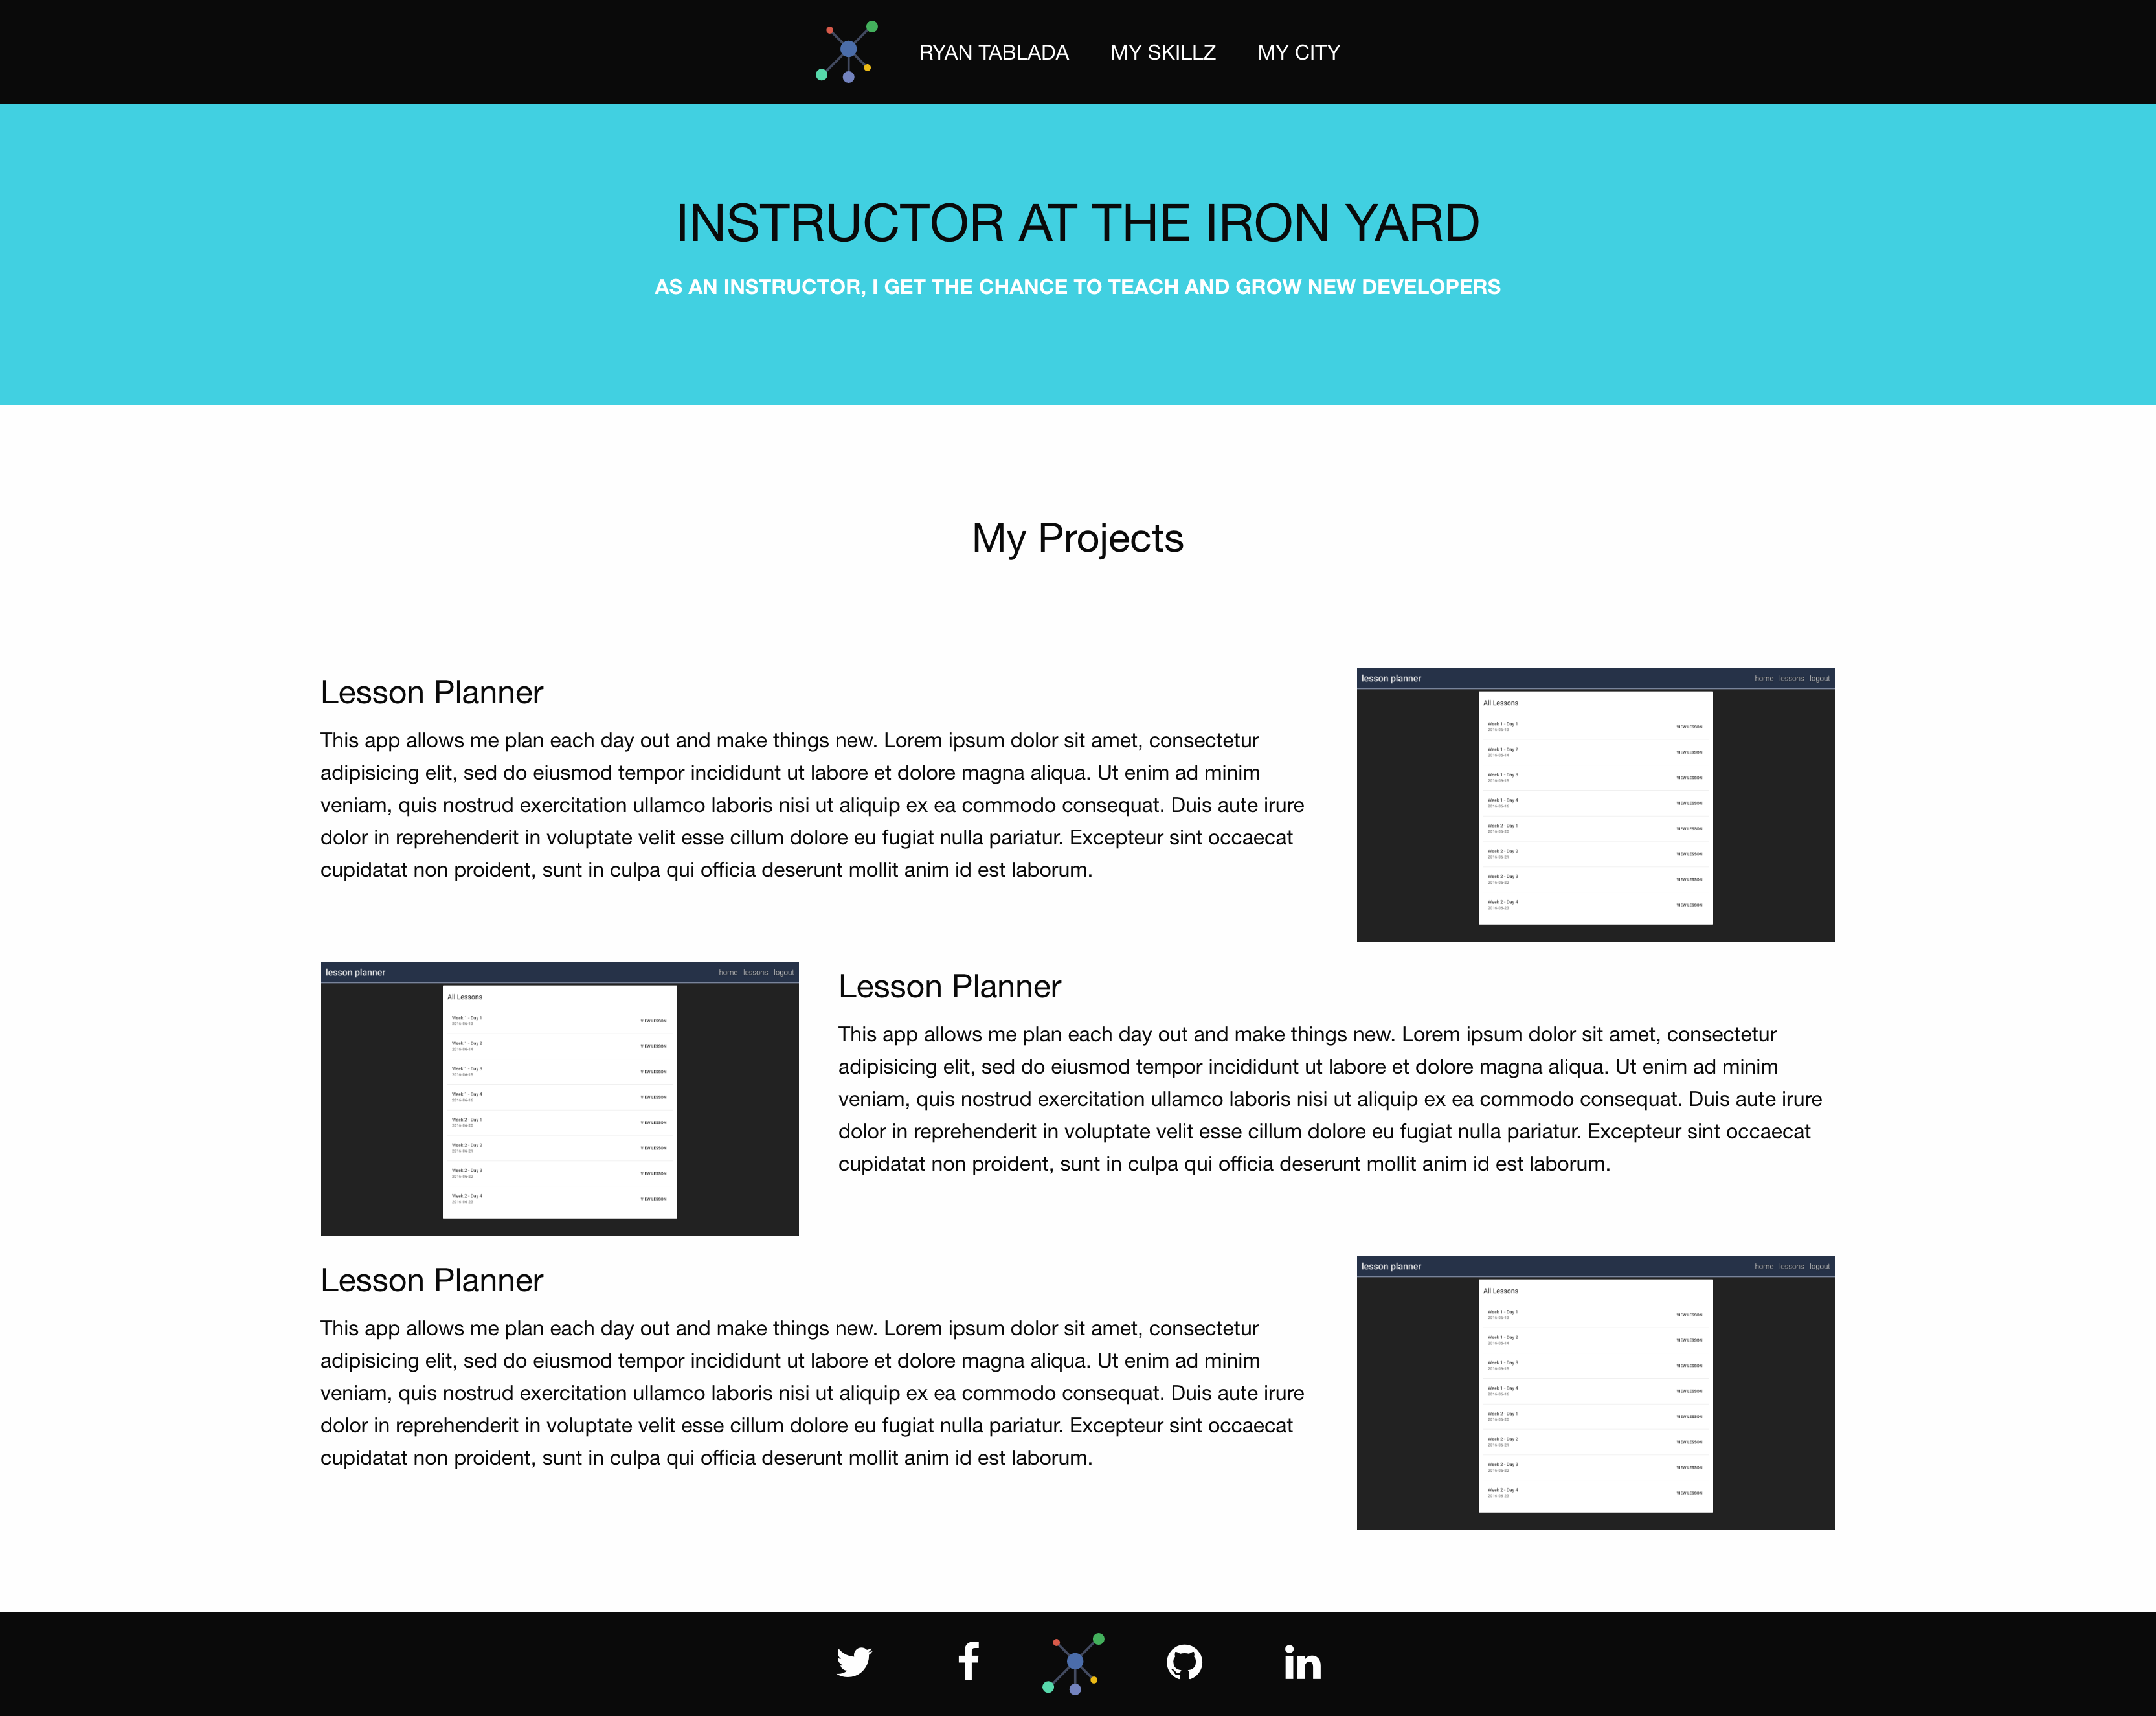 RYAN TABLADA MY SKILLZ MY CITY
INSTRUCTOR AT THE IRON YARD
AS AN INSTRUCTOR, I GET THE CHANCE TO TEACH AND GROW NEW DEVELOPERS
My Projects
Lesson Planner
This app allows me plan each day out and make things new. Lorem ipsum dolor sit amet, consectetur
adipisicing elit, sed do eiusmod tempor incididunt ut labore et dolore magna aliqua. Ut enim ad minim
veniam, quis nostrud exercitation ullamco laboris nisi ut aliquip ex ea commodo consequat. Duis aute irure
dolor in reprehenderit in voluptate velit esse cillum dolore eu fugiat nulla pariatur. Excepteur sint occaecat
cupidatat non proident, sunt in culpa qui officia deserunt mollit anim id est laborum.
lesson planner home lessons logout
All Lessons
Week 1 - Day 1 VIEW LESSON
Week 1 - Day 2 VIEW LESSON
Week 1 - Day 3 VIEW LESSON
Week 1 - Day 4 VIEW LESSON
Week 2 - Day 1 VIEW LESSON
Week 2 - Day 2 VIEW LESSON
Week 2 - Day 3 VIEW LESSON
Week 2 - Day 4 VIEW LESSON
lesson planner home lessons logout
All Lessons
Week 1 - Day 1 VIEW LESSON
Week 1 - Day 2 VIEW LESSON
Week 1 - Day 3 VIEW LESSON
Week 1 - Day 4 VIEW LESSON
Week 2 - Day 1 VIEW LESSON
Week 2 - Day 2 VIEW LESSON
Week 2 - Day 3 VIEW LESSON
Week 2 - Day 4 VIEW LESSON
Lesson Planner
This app allows me plan each day out and make things new. Lorem ipsum dolor sit amet, consectetur
adipisicing elit, sed do eiusmod tempor incididunt ut labore et dolore magna aliqua. Ut enim ad minim
veniam, quis nostrud exercitation ullamco laboris nisi ut aliquip ex ea commodo consequat. Duis aute irure
dolor in reprehenderit in voluptate velit esse cillum dolore eu fugiat nulla pariatur. Excepteur sint occaecat
cupidatat non proident, sunt in culpa qui officia deserunt mollit anim id est laborum.
Lesson Planner
This app allows me plan each day out and make things new. Lorem ipsum dolor sit amet, consectetur
adipisicing elit, sed do eiusmod tempor incididunt ut labore et dolore magna aliqua. Ut enim ad minim
veniam, quis nostrud exercitation ullamco laboris nisi ut aliquip ex ea commodo consequat. Duis aute irure
dolor in reprehenderit in voluptate velit esse cillum dolore eu fugiat nulla pariatur. Excepteur sint occaecat
cupidatat non proident, sunt in culpa qui officia deserunt mollit anim id est laborum.
lesson planner home lessons logout
All Lessons
Week 1 - Day 1 VIEW LESSON
Week 1 - Day 2 VIEW LESSON
Week 1 - Day 3 VIEW LESSON
Week 1 - Day 4 VIEW LESSON
Week 2 - Day 1 VIEW LESSON
Week 2 - Day 2 VIEW LESSON
Week 2 - Day 3 VIEW LESSON
Week 2 - Day 4 VIEW LESSON